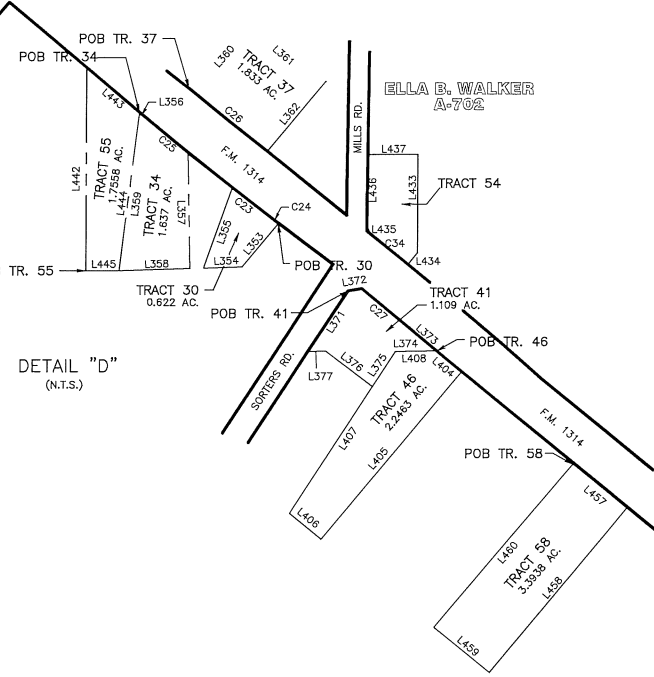 POB TR. 37
POB TR. 34
L360
L361
TRACT 37
1.833 AC.
L362
ELLA B. WALKER
A-702
L443
L356
C26
MILLS RD.
L437
C25
F.M. 1314
L442
TRACT 55
1.7558 AC.
L444
L359
TRACT 34
1.637 AC.
L357
L436
L433
TRACT 54
C23
C24
L355
L435
C34
L353
L445
L358
L354
L434
TR. 55
POB TR. 30
TRACT 30
0.622 AC.
L372
TRACT 41
1.109 AC.
POB TR. 41
L371
C27
L373
L374
POB TR. 46
DETAIL "D"
(N.T.S.)
SORTERS RD.
L377
L376
L375
L408
L404
TRACT 46
2.2463 AC.
L407
L405
F.M. 1314
POB TR. 58
L406
L457
L460
TRACT 58
3.3938 AC.
L458
L459